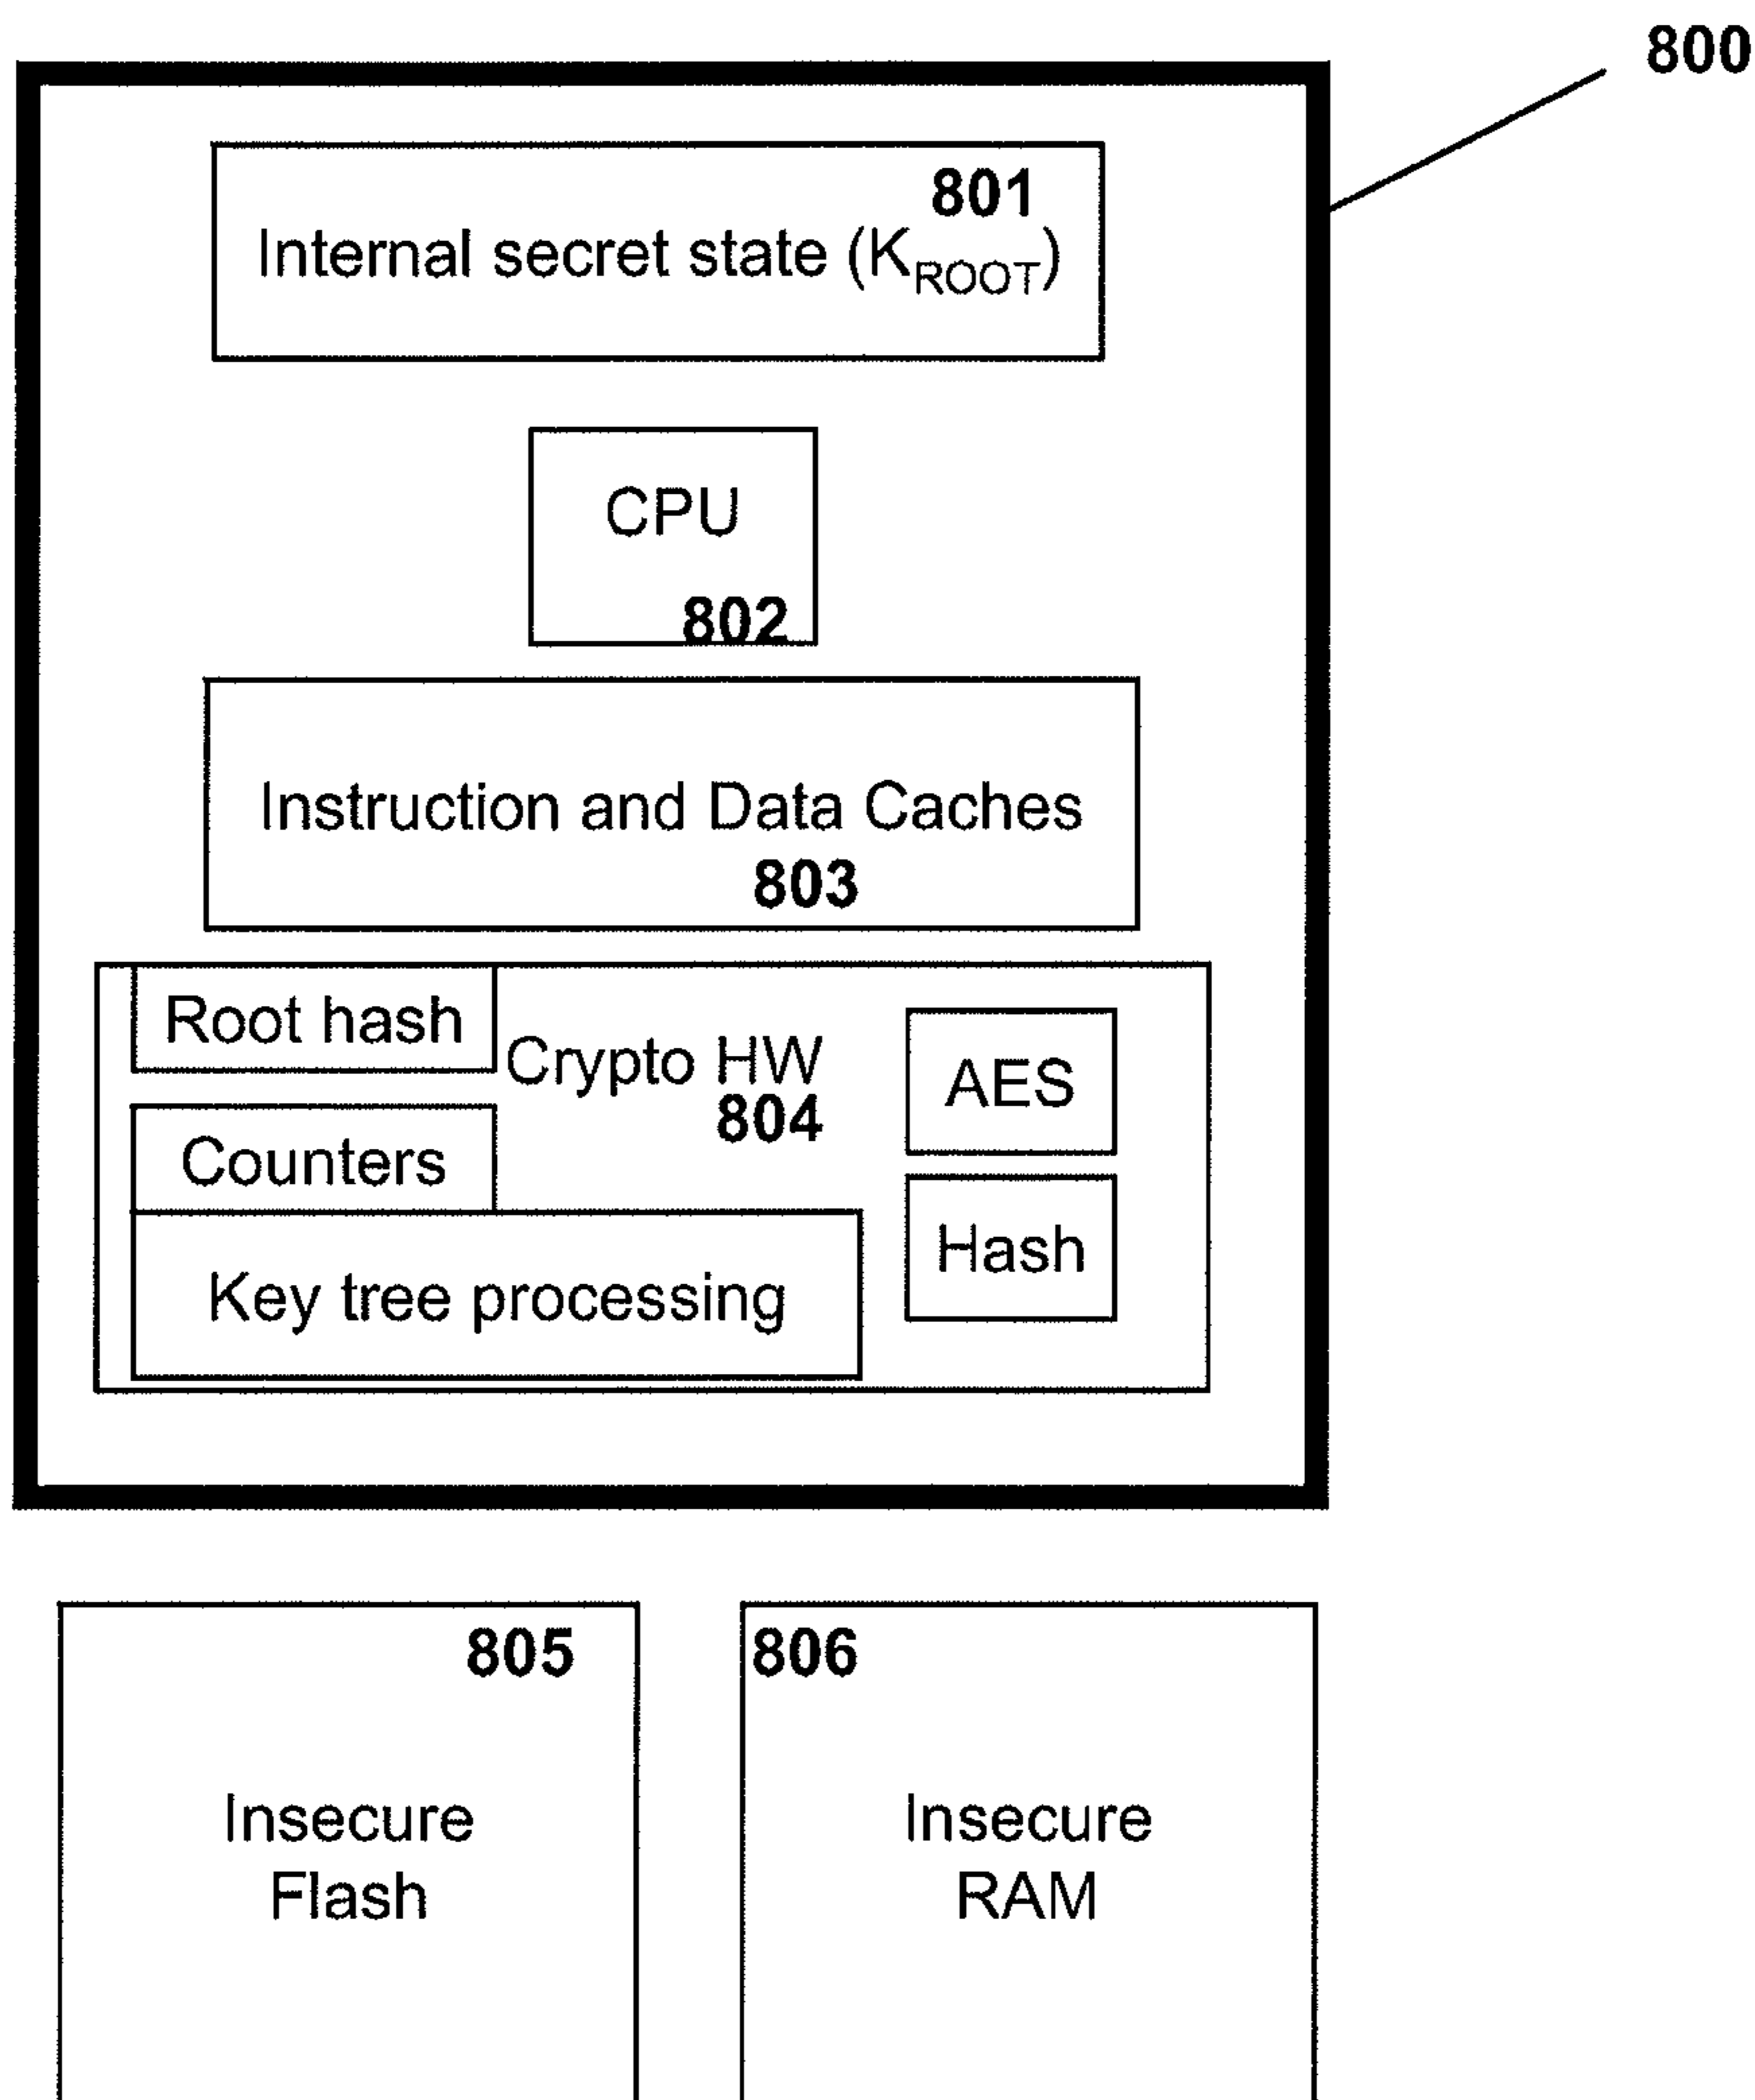 800
801
Internal secret state (K_ROOT)
CPU
802
Instruction and Data Caches
803
Root hash
Crypto HW
804
AES
Counters
Hash
Key tree processing
805
806
Insecure
Flash
Insecure
RAM